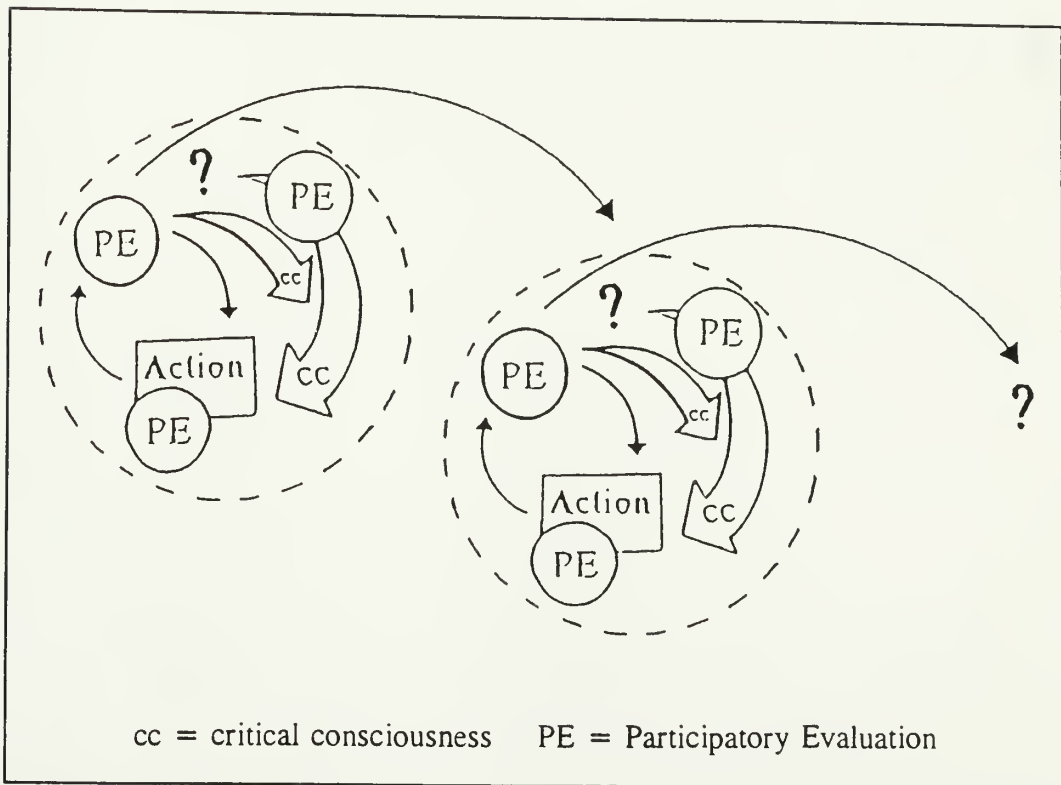 ?
PE
PE
cc
Action
cc
PE
?
PE
PE
cc
Action
cc
PE
?
cc = critical consciousness PE = Participatory Evaluation